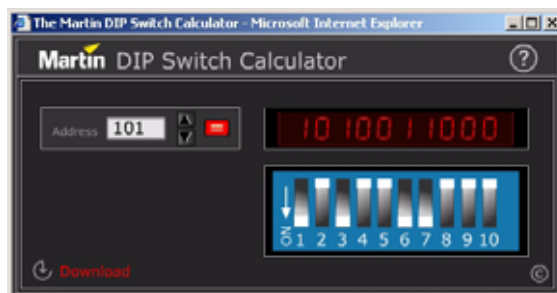 The Martin DIP Switch Calculator - Microsoft Internet Explorer
Martin DIP Switch Calculator ?
Address 101 =
1010011000
ON 1 2 3 4 5 6 7 8 9 10
Download ©